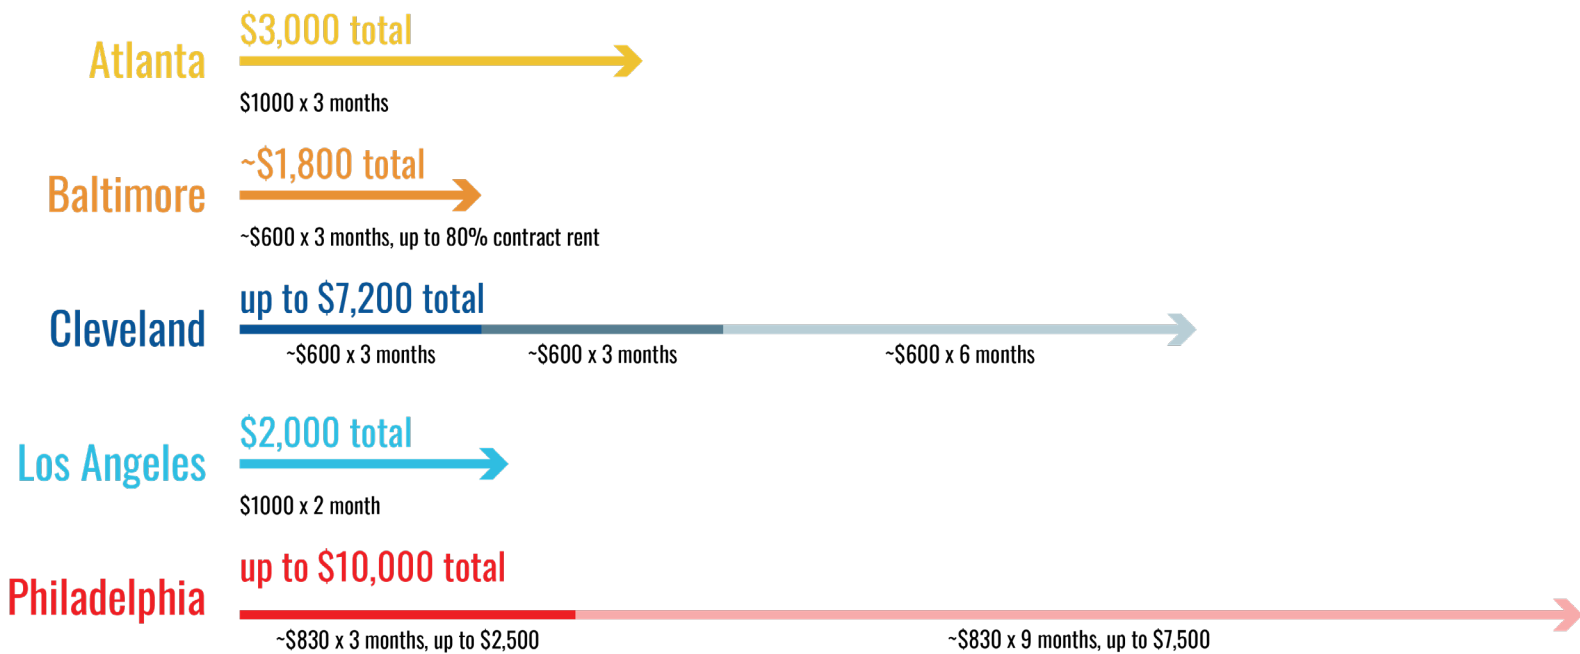 $3,000 total
Atlanta
$1000 x 3 months
~$1,800 total
Baltimore
~$600 x 3 months, up to 80% contract rent
up to $7,200 total
Cleveland
~$600 x 3 months ~$600 x 3 months ~$600 x 6 months
$2,000 total
Los Angeles
$1000 x 2 month
up to $10,000 total
Philadelphia
~$830 x 3 months, up to $2,500 ~$830 x 9 months, up to $7,500